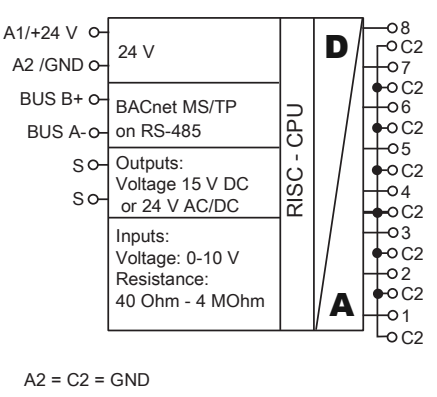 A1/+24 V
A2 /GND
BUS B+
BUS A-
S
S
24 V
BACnet MS/TP
on RS-485
Outputs:
Voltage 15 V DC
or 24 V AC/DC
Inputs:
Voltage: 0-10 V
Resistance:
40 Ohm - 4 MOhm
RISC - CPU
D
A
8
C2
7
C2
6
C2
5
C2
4
C2
3
C2
2
C2
1
C2
A2 = C2 = GND